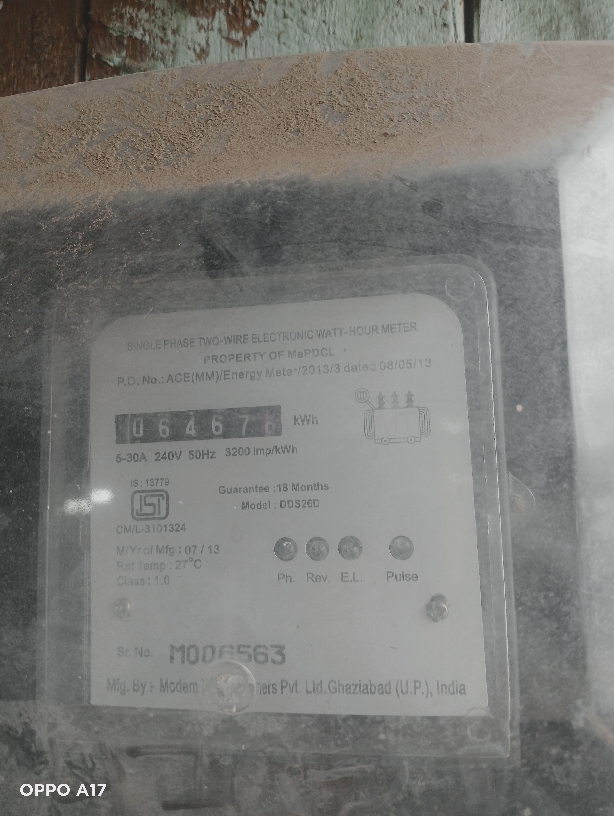 SINGLE PHASE TWO-WIRE ELECTRONIC WATT-HOUR METER
PROPERTY OF MePDCL
P.O. No.: ACE(MM)/Energy Meter/2013/3 dated 08/05/13
06467 kWh
5-30A 240V 50Hz 3200 imp/kWh
IS: 13779
ISI
CM/L-3101324
Guarantee :18 Months
Model : DDS26D
M/Yr of Mfg : 07 / 13
Ref Temp : 27°C
Class : 1.0
Ph. Rev. E.L. Pulse
Sr. No. M006563
Mfg. By :- Modern Pvt. Ltd. Ghaziabad (U.P.), India
OPPO A17